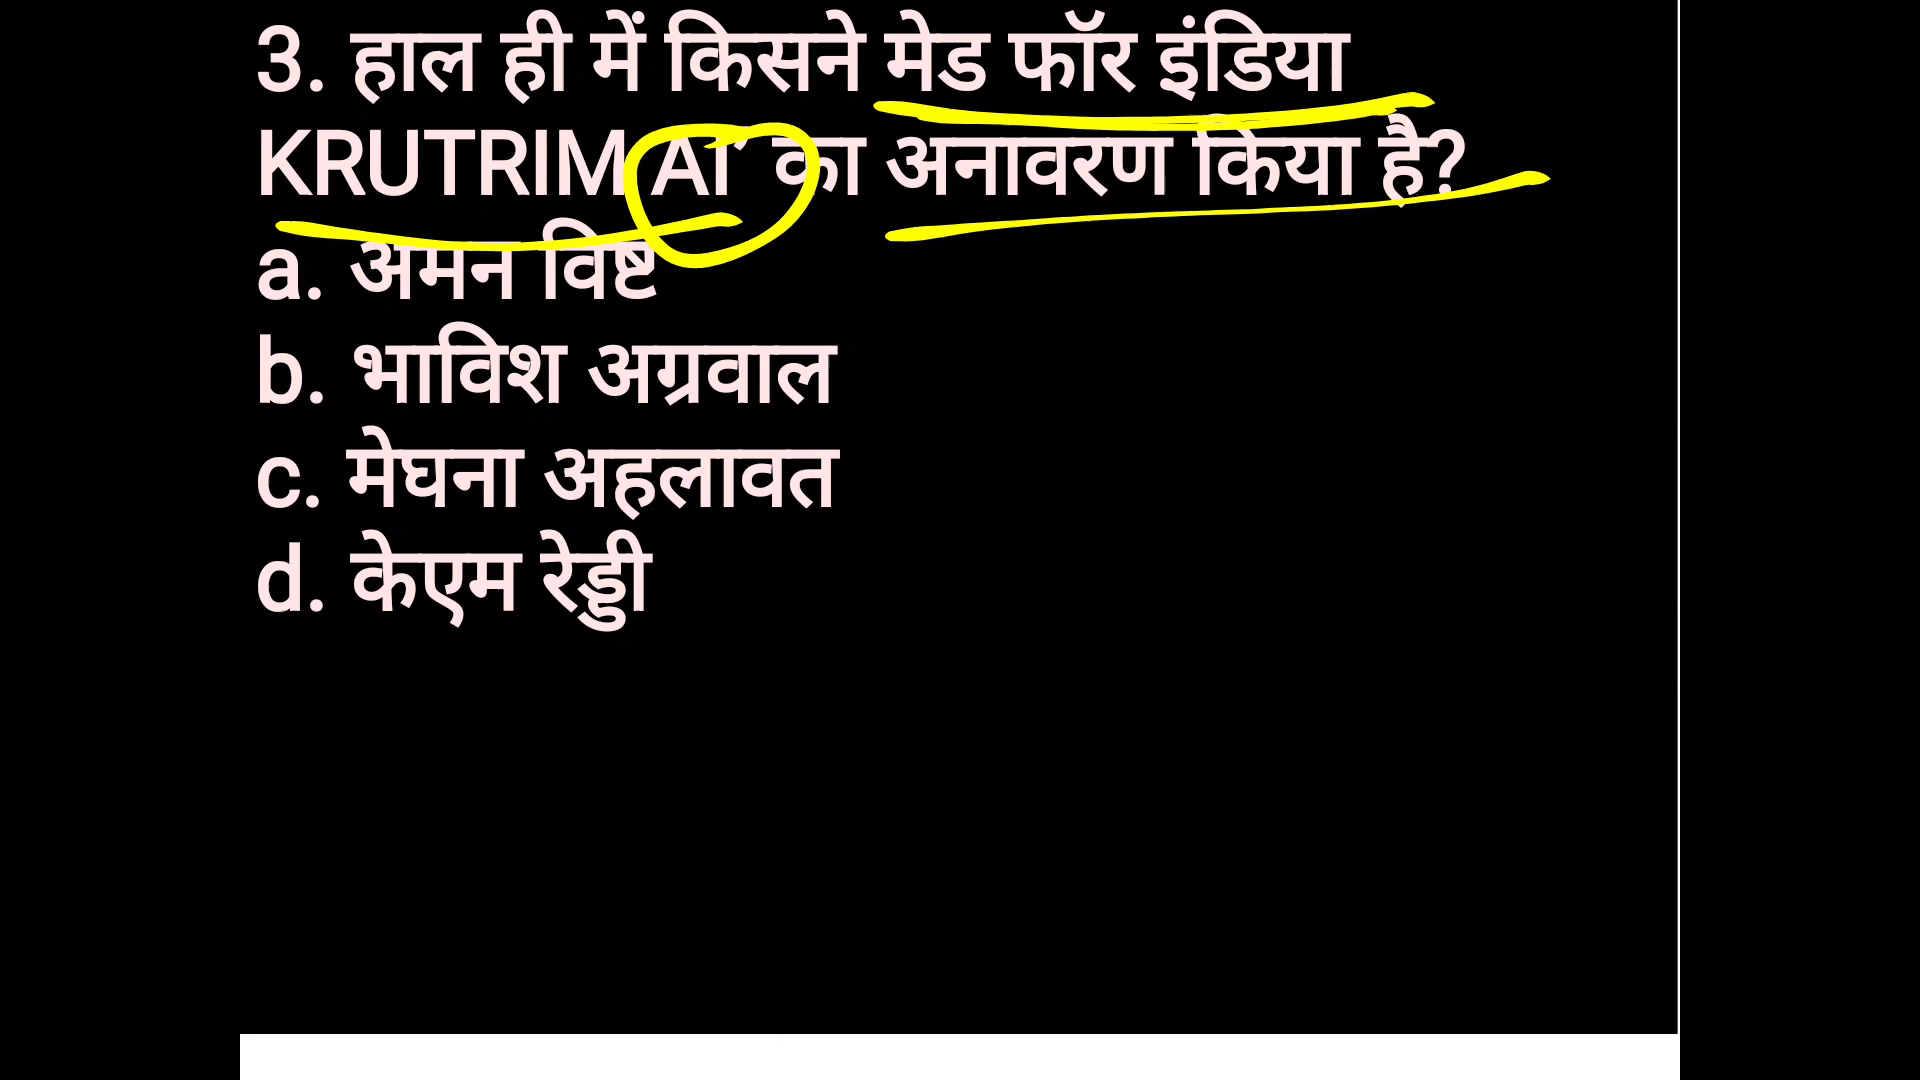 3. हाल ही में किसने मेड फॉर इंडिया
KRUTRIM AI’ का अनावरण किया है?
a. अमन विष्ट
b. भाविश अग्रवाल
c. मेघना अहलावत
d. केएम रेड्डी